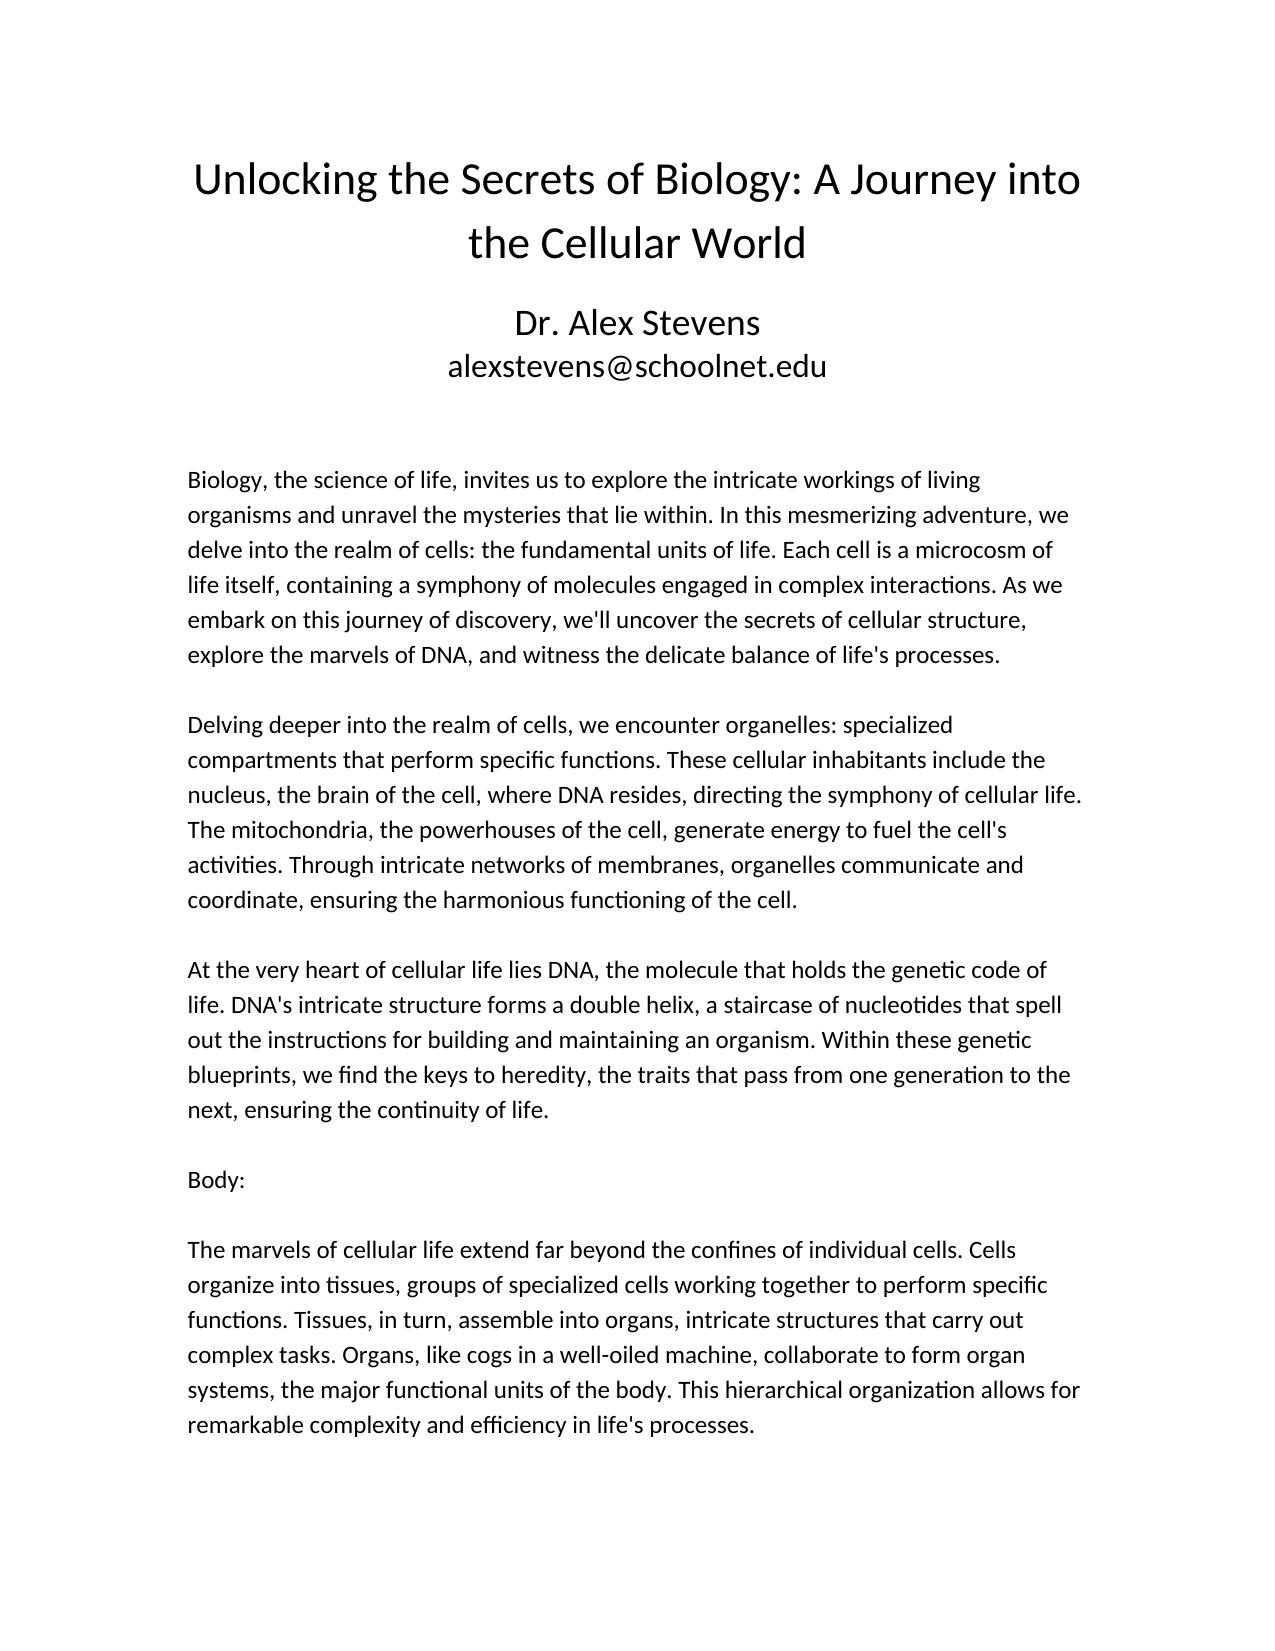 Unlocking the Secrets of Biology: A Journey into
the Cellular World
Dr. Alex Stevens
alexstevens@schoolnet.edu
Biology, the science of life, invites us to explore the intricate workings of living
organisms and unravel the mysteries that lie within. In this mesmerizing adventure, we
delve into the realm of cells: the fundamental units of life. Each cell is a microcosm of
life itself, containing a symphony of molecules engaged in complex interactions. As we
embark on this journey of discovery, we'll uncover the secrets of cellular structure,
explore the marvels of DNA, and witness the delicate balance of life's processes.
Delving deeper into the realm of cells, we encounter organelles: specialized
compartments that perform specific functions. These cellular inhabitants include the
nucleus, the brain of the cell, where DNA resides, directing the symphony of cellular life.
The mitochondria, the powerhouses of the cell, generate energy to fuel the cell's
activities. Through intricate networks of membranes, organelles communicate and
coordinate, ensuring the harmonious functioning of the cell.
At the very heart of cellular life lies DNA, the molecule that holds the genetic code of
life. DNA's intricate structure forms a double helix, a staircase of nucleotides that spell
out the instructions for building and maintaining an organism. Within these genetic
blueprints, we find the keys to heredity, the traits that pass from one generation to the
next, ensuring the continuity of life.
Body:
The marvels of cellular life extend far beyond the confines of individual cells. Cells
organize into tissues, groups of specialized cells working together to perform specific
functions. Tissues, in turn, assemble into organs, intricate structures that carry out
complex tasks. Organs, like cogs in a well-oiled machine, collaborate to form organ
systems, the major functional units of the body. This hierarchical organization allows for
remarkable complexity and efficiency in life's processes.